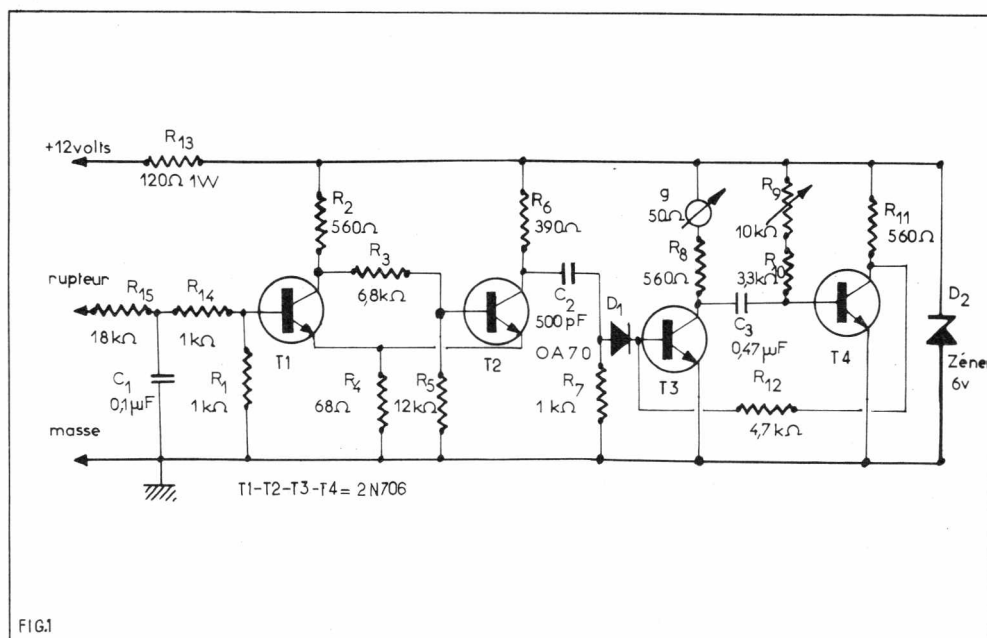 +12volts
R13
120Ω 1W
R2
560Ω
R3
6,8kΩ
R6
390Ω
g
50Ω
R8
560Ω
R9
10kΩ
R10
3,3kΩ
R11
560Ω
rupteur
R15
18kΩ
R14
1kΩ
C1
0,1µF
R1
1kΩ
T1
R4
68Ω
R5
12kΩ
T2
C2
500pF
D1
OA70
R7
1kΩ
T3
C3
0,47µF
T4
R12
4,7kΩ
D2
Zéner
6v
masse
T1-T2-T3-T4= 2N706
FIG.1